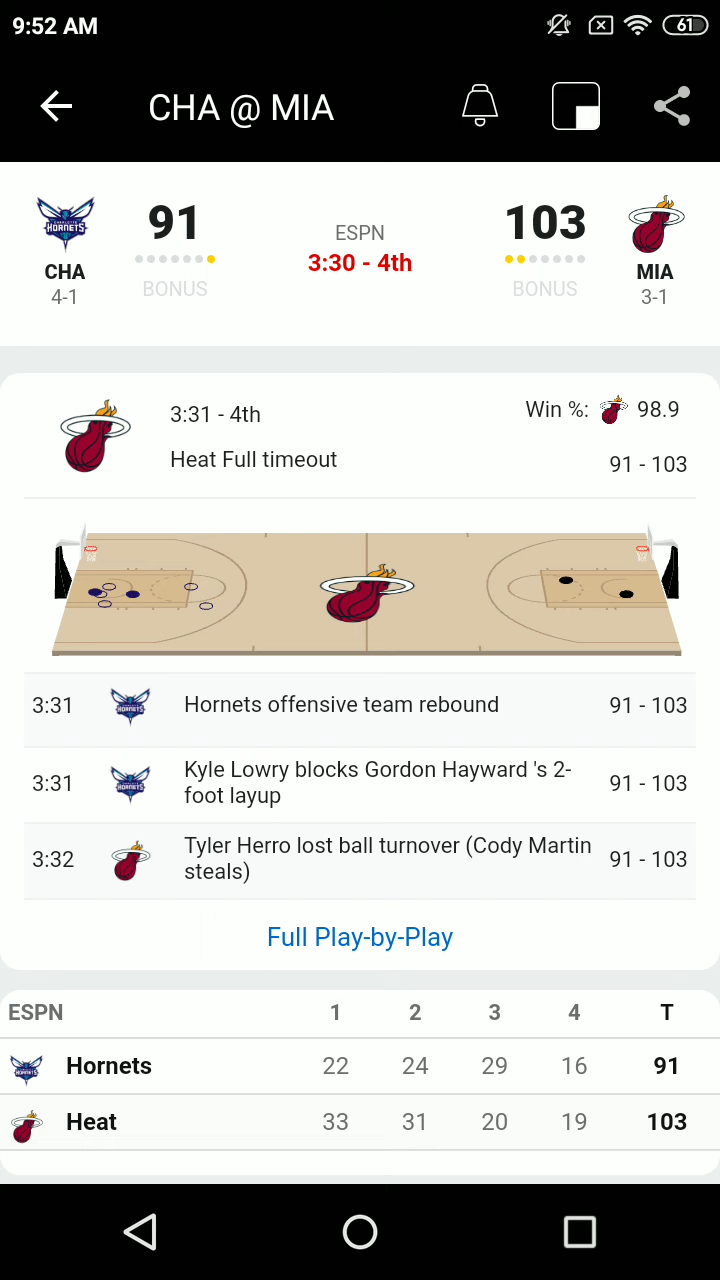 9:52 AM
61
CHA @ MIA
91
ESPN
103
3:30 - 4th
CHA
BONUS
BONUS
MIA
4-1
3-1
3:31 - 4th
Win %: 98.9
Heat Full timeout
91 - 103
3:31
Hornets offensive team rebound
91 - 103
3:31
Kyle Lowry blocks Gordon Hayward 's 2-
foot layup
91 - 103
3:32
Tyler Herro lost ball turnover (Cody Martin
steals)
91 - 103
Full Play-by-Play
ESPN 1 2 3 4 T
Hornets 22 24 29 16 91
Heat 33 31 20 19 103